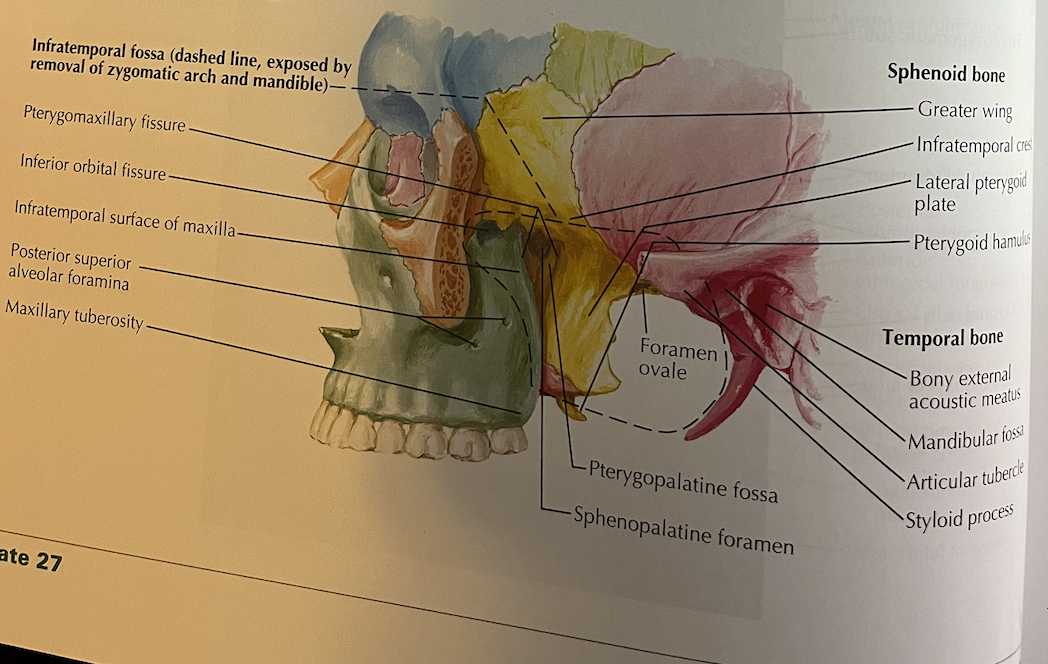 Infratemporal fossa (dashed line, exposed by
removal of zygomatic arch and mandible)
Pterygomaxillary fissure
Inferior orbital fissure
Infratemporal surface of maxilla
Posterior superior
alveolar foramina
Maxillary tuberosity
Sphenoid bone
Greater wing
Infratemporal cres
Lateral pterygoid
plate
Pterygoid hamulus
Foramen
ovale
Temporal bone
Bony external
acoustic meatus
Mandibular fossa
Articular tubercle
Styloid process
Pterygopalatine fossa
Sphenopalatine foramen
ate 27